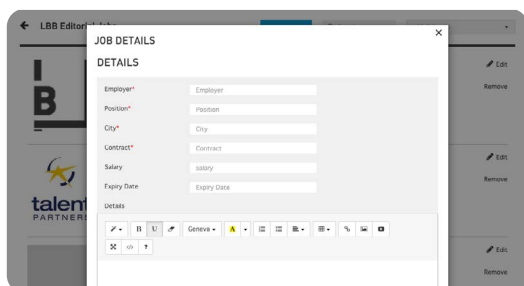 LBB Editorial Jobs
×
JOB DETAILS
DETAILS
Employer* Employer
Position* Position
City* City
Contract* Contract
Salary salary
Expiry Date Expiry Date
Details
B U Geneva A
</> ?
Edit
Remove
Edit
Remove
Edit
Remove
I
B
talent
PARTNERS